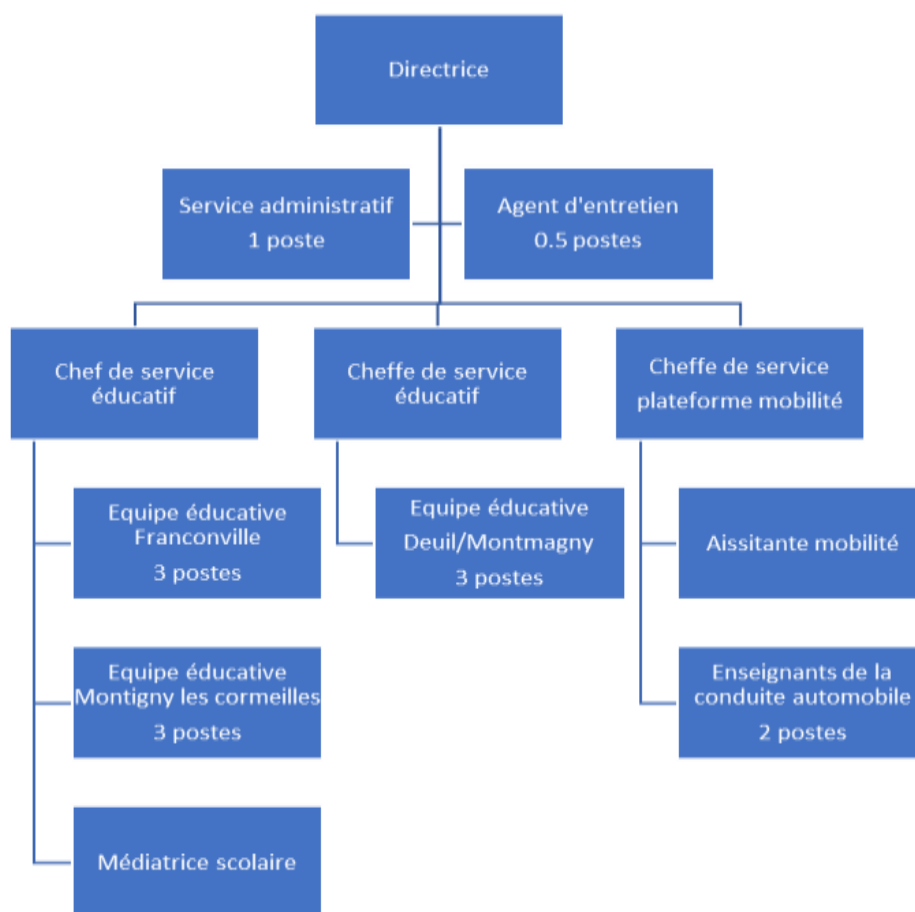 Directrice
Service administratif
1 poste
Agent d'entretien
0.5 postes
Chef de service
éducatif
Cheffe de service
éducatif
Cheffe de service
plateforme mobilité
Equipe éducative
Franconville
3 postes
Equipe éducative
Deuil/Montmagny
3 postes
Aissitante mobilité
Equipe éducative
Montigny les cormeilles
3 postes
Enseignants de la
conduite automobile
2 postes
Médiatrice scolaire